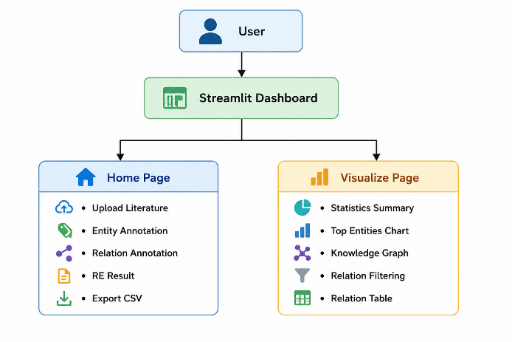 User
Streamlit Dashboard
Home Page
• Upload Literature
• Entity Annotation
• Relation Annotation
• RE Result
• Export CSV
Visualize Page
• Statistics Summary
• Top Entities Chart
• Knowledge Graph
• Relation Filtering
• Relation Table